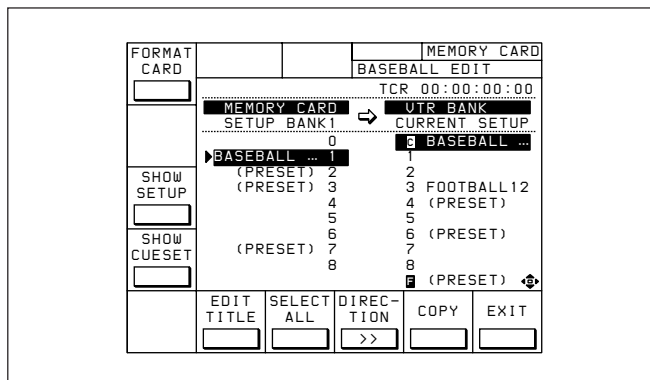 FORMAT
CARD
MEMORY CARD
BASEBALL EDIT
TCR 00:00:00:00
MEMORY CARD
SETUP BANK1
VTR BANK
CURRENT SETUP
0
C BASEBALL …
BASEBALL … 1
1
(PRESET) 2
2
(PRESET) 3
3 FOOTBALL12
4
4 (PRESET)
5
5
6
6 (PRESET)
(PRESET) 7
7
8
8
F (PRESET)
SHOW
SETUP
SHOW
CUESET
EDIT
TITLE
SELECT
ALL
DIREC-
TION
>>
COPY
EXIT